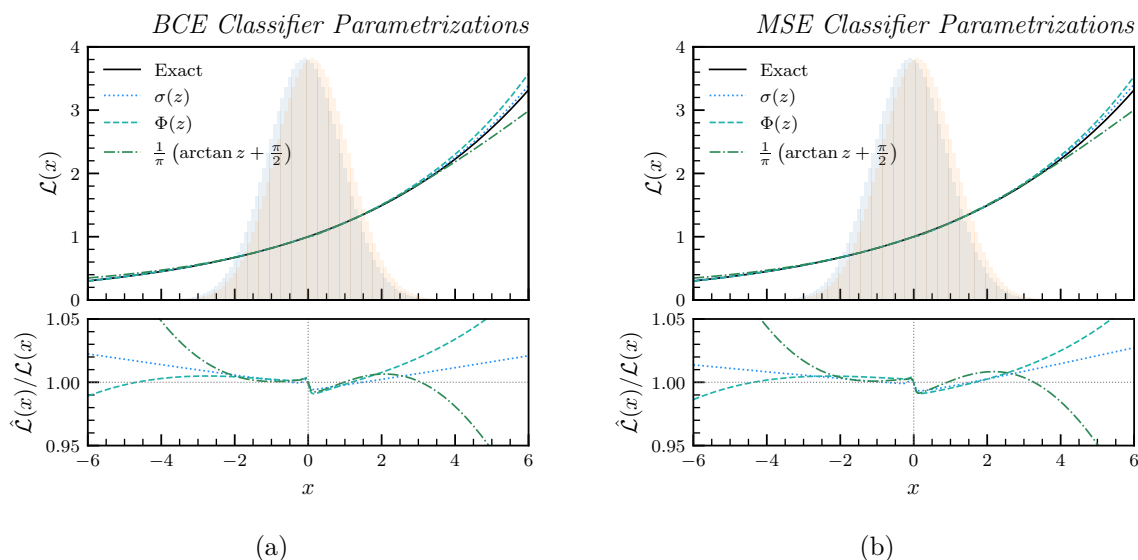 BCE Classifier Parametrizations
4
3
2
1
0
ℒ(x)
Exact
σ(z)
Φ(z)
1/π (arctan z + π/2)
1.05
1.00
0.95
ℒ̂(x)/ℒ(x)
−6 −4 −2 0 2 4 6
x
(a)
MSE Classifier Parametrizations
4
3
2
1
0
ℒ(x)
Exact
σ(z)
Φ(z)
1/π (arctan z + π/2)
1.05
1.00
0.95
ℒ̂(x)/ℒ(x)
−6 −4 −2 0 2 4 6
x
(b)